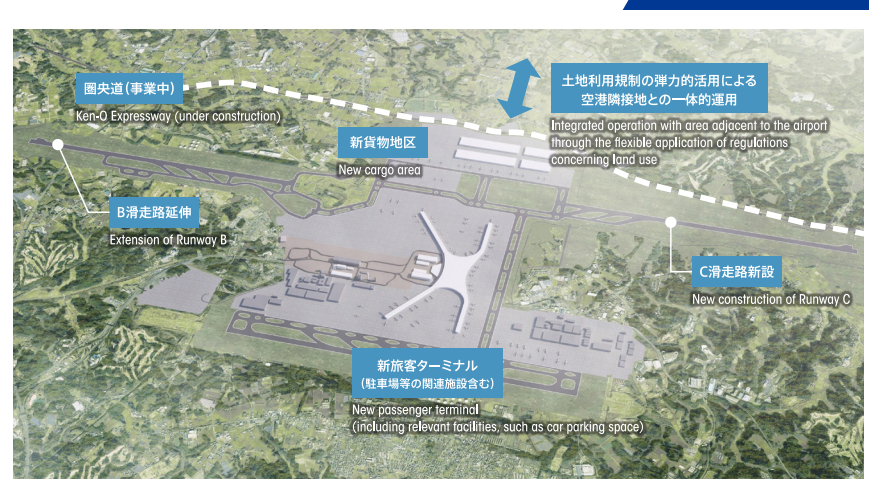 圏央道(事業中)
Ken-O Expressway (under construction)
土地利用規制の弾力的活用による
空港隣接地との一体的運用
Integrated operation with area adjacent to the airport
through the flexible application of regulations
concerning land use
新貨物地区
New cargo area
B滑走路延伸
Extension of Runway B
C滑走路新設
New construction of Runway C
新旅客ターミナル
(駐車場等の関連施設含む)
New passenger terminal
(including relevant facilities, such as car parking space)